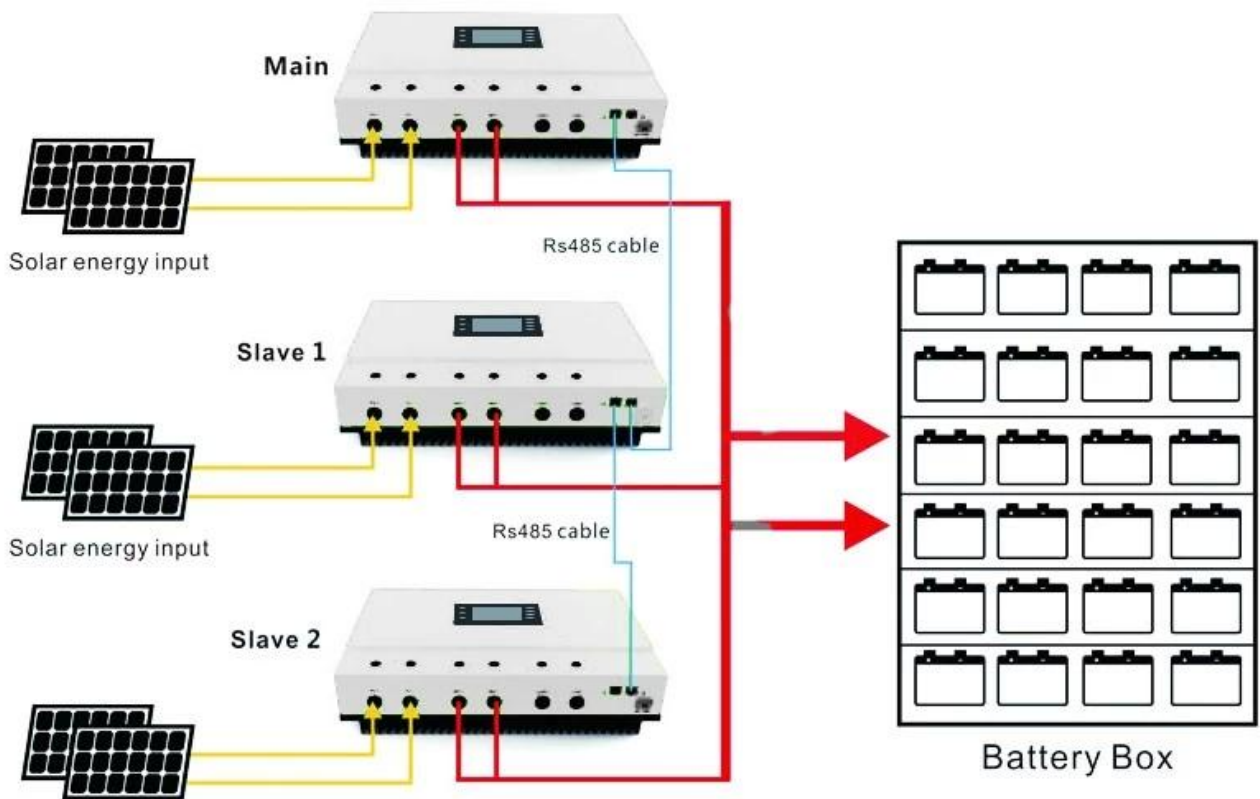 Main
Solar energy input
Rs485 cable
Slave 1
Solar energy input
Rs485 cable
Slave 2
Battery Box